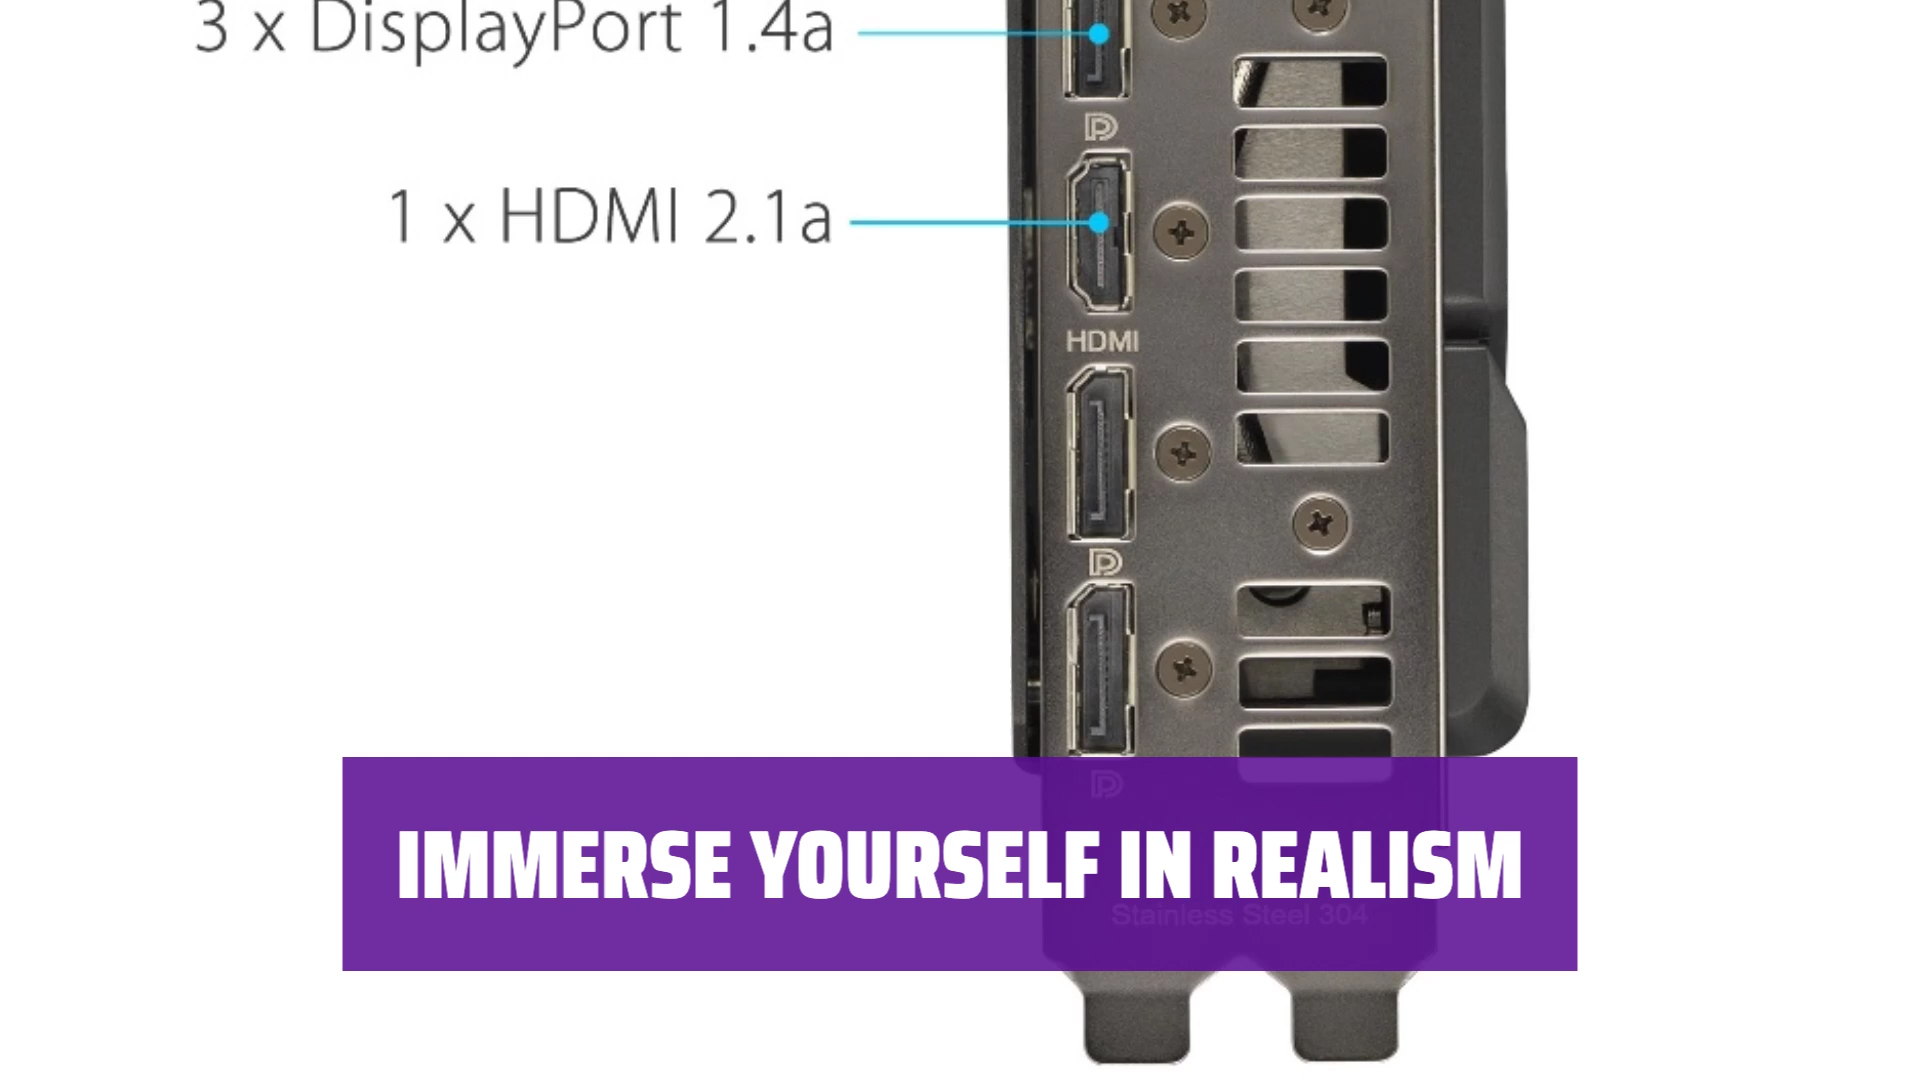 3 x DisplayPort 1.4a
1 x HDMI 2.1a
HDMI
IMMERSE YOURSELF IN REALISM
Stainless Steel 304